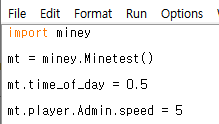 File Edit Format Run Options
import miney
mt = miney.Minetest()
mt.time_of_day = 0.5
mt.player.Admin.speed = 5